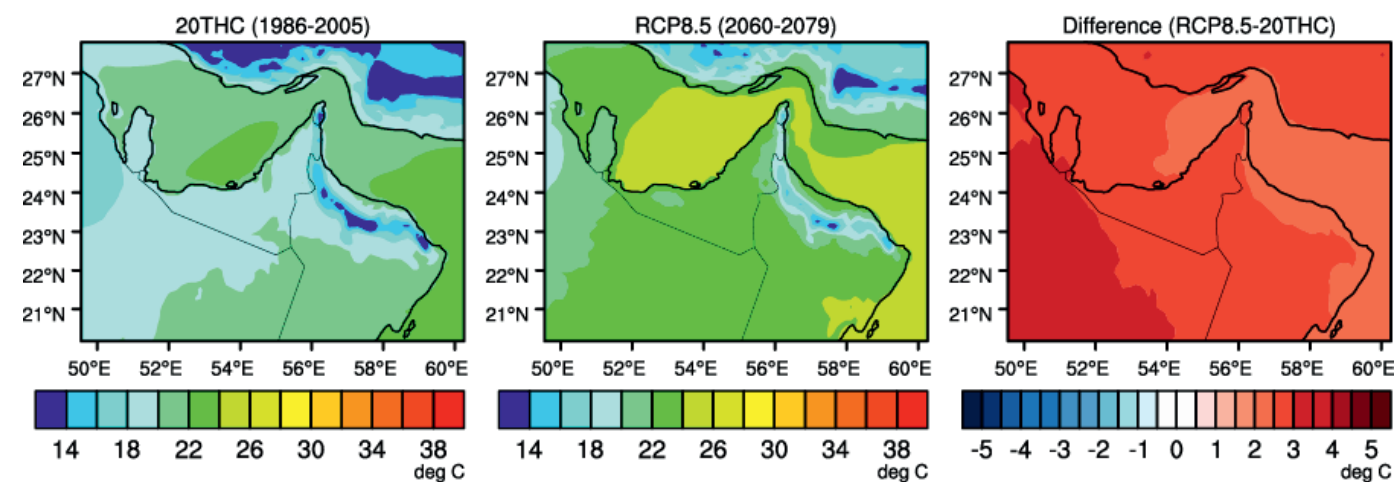 20THC (1986-2005)
27°N
26°N
25°N
24°N
23°N
22°N
21°N
50°E 52°E 54°E 56°E 58°E 60°E
14 18 22 26 30 34 38
deg C
RCP8.5 (2060-2079)
27°N
26°N
25°N
24°N
23°N
22°N
21°N
50°E 52°E 54°E 56°E 58°E 60°E
14 18 22 26 30 34 38
deg C
Difference (RCP8.5-20THC)
27°N
26°N
25°N
24°N
23°N
22°N
21°N
50°E 52°E 54°E 56°E 58°E 60°E
-5 -4 -3 -2 -1 0 1 2 3 4 5
deg C